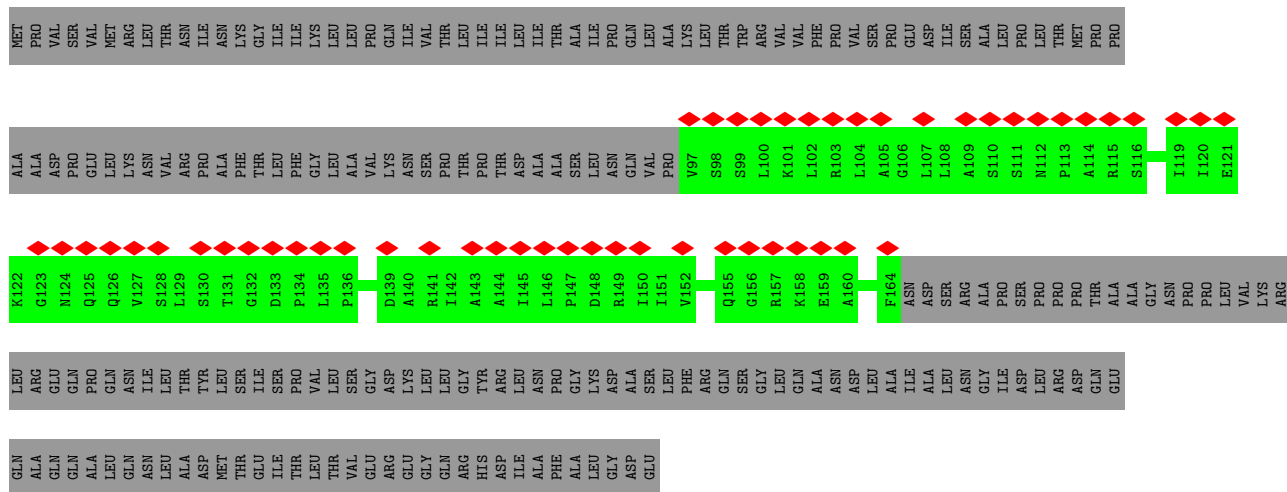 MET PRO VAL SER VAL MET ARG LEU THR ASN ILE ASN LYS GLY ILE ILE LYS LEU LEU PRO GLN ILE VAL THR LEU ILE ILE LEU ILE THR ALA ILE PRO GLN LEU ALA LYS LEU THR TRP ARG VAL VAL PHE PRO VAL SER PRO GLU ASP ILE SER ALA LEU PRO LEU THR MET PRO PRO
ALA ALA ASP PRO GLU LEU LYS ASN VAL ARG PRO ALA PHE THR LEU PHE GLY LEU ALA VAL LYS ASN SER PRO THR PRO THR ASP ALA ALA SER LEU ASN GLN VAL PRO V97 S98 S99 L100 K101 L102 R103 L104 A105 G106 L107 L108 A109 S110 S111 N112 P113 A114 R115 S116 I119 I120 E121
K122 G123 N124 Q125 Q126 V127 S128 L129 S130 T131 G132 D133 P134 L135 P136 D139 A140 R141 I142 A143 A144 I145 L146 P147 D148 R149 I150 I151 V152 Q155 G156 R157 K158 E159 A160 F164 ASN ASP SER ARG ALA PRO SER PRO PRO PRO THR ALA ALA GLY ASN PRO PRO LEU VAL LYS ARG
LEU ARG GLU GLN PRO GLN ASN ILE LEU THR TYR LEU SER ILE SER PRO VAL LEU SER GLY ASP LYS LEU LEU GLY TYR ARG LEU ASN PRO GLY LYS ASP ALA SER LEU PHE ARG GLN SER GLY LEU GLN ALA ASN ASP LEU ALA ILE ALA LEU ASN GLY ILE ASP LEU ARG ASP GLN GLU
GLN ALA GLN GLN ALA LEU GLN ASN LEU ALA ASP MET THR GLU ILE THR LEU THR VAL GLU ARG GLU GLY GLN ARG HIS ASP ILE ALA PHE ALA LEU GLY ASP GLU